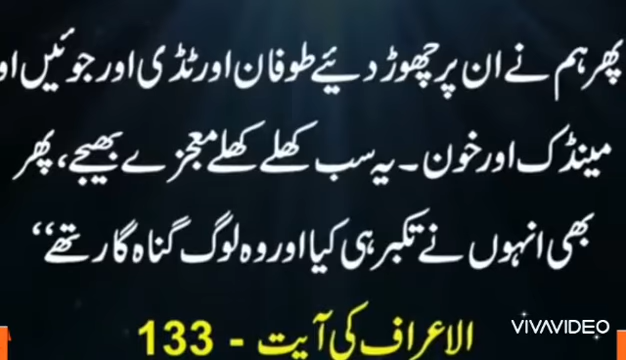 پھر ہم نے ان پر چھوڑ دیئے طوفان اور ٹڈی اور جوئیں او
مینڈک اور خون۔ یہ سب کھلے کھلے معجزے بھیجے، پھر
بھی انہوں نے تکبر ہی کیا اور وہ لوگ گناہ گار تھے“
الاعراف کی آیت - 133
VIVAVIDEO